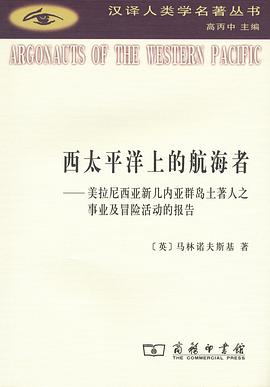 汉译人类学名著丛书
高丙中 主编
ARGONAUTS OF THE WESTERN PACIFIC
西太平洋上的航海者
——美拉尼西亚新几内亚群岛土著人之
事业及冒险活动的报告
〔英〕马林诺夫斯基 著
商务印书馆
THE COMMERCIAL PRESS